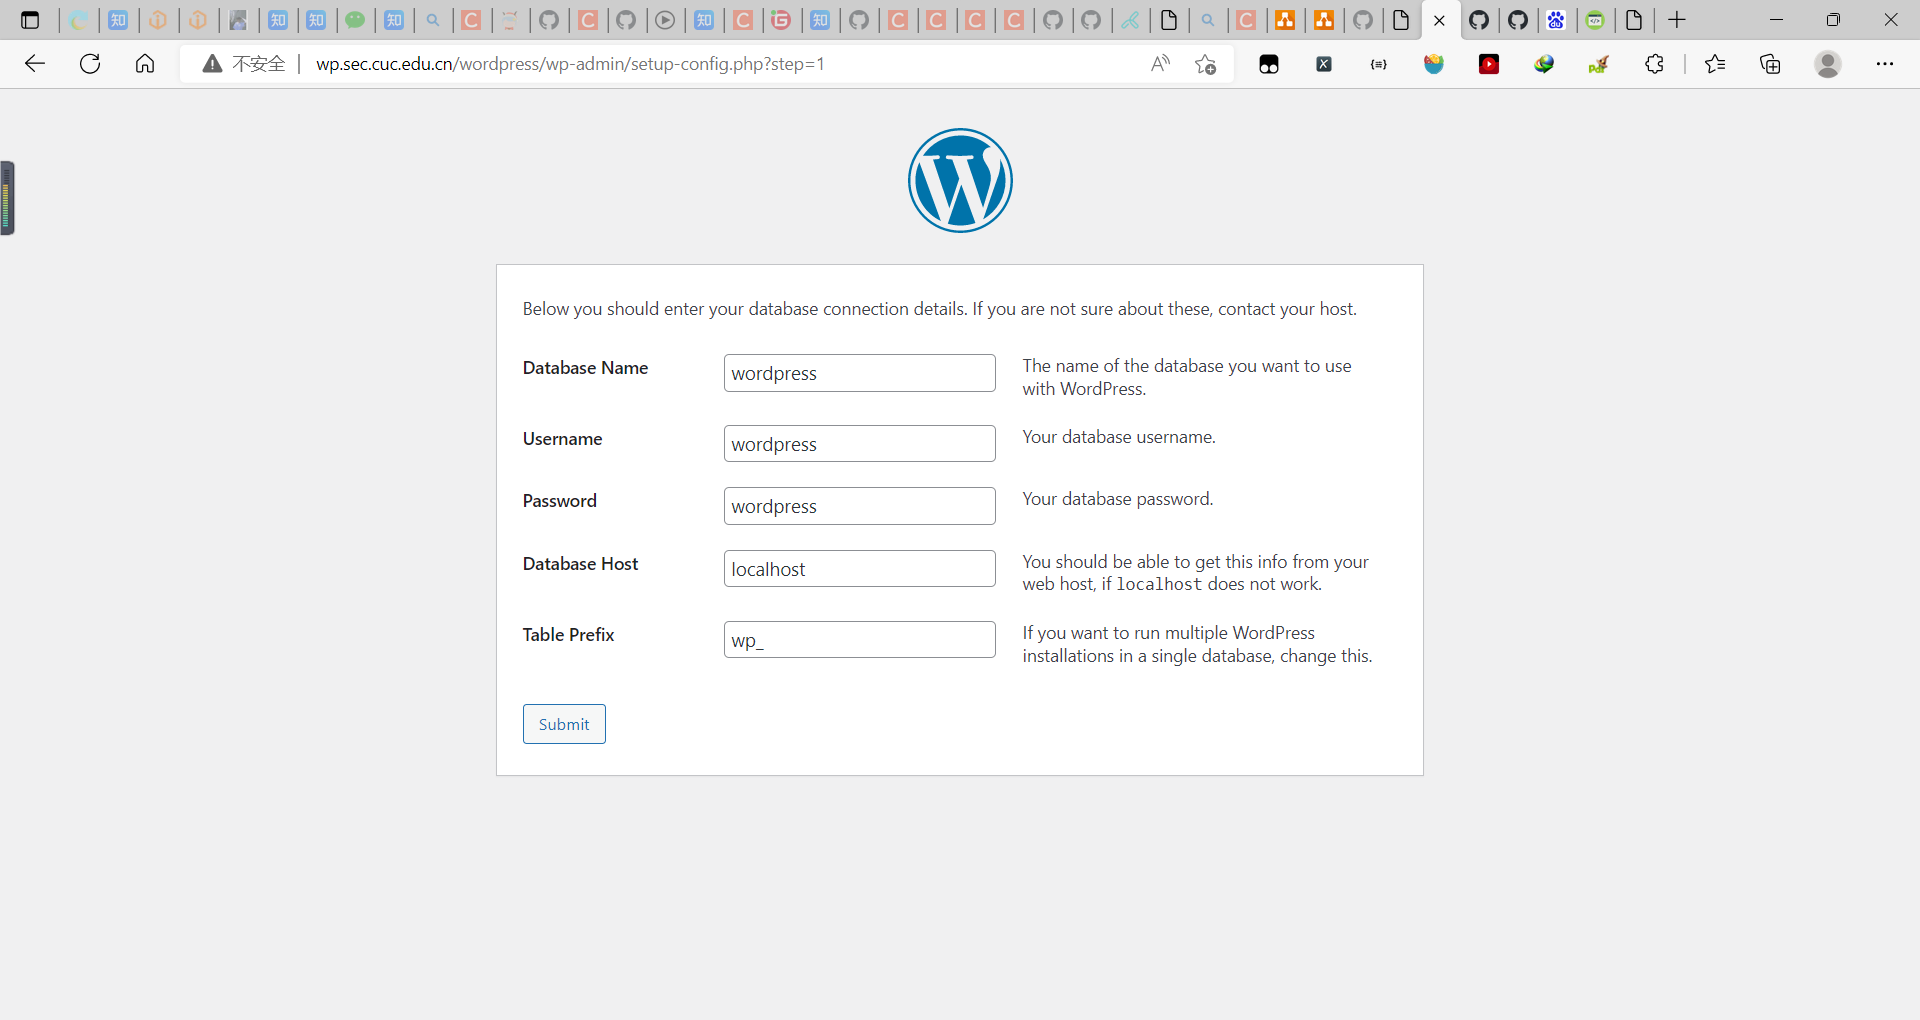 不安全
wp.sec.cuc.edu.cn/wordpress/wp-admin/setup-config.php?step=1
Below you should enter your database connection details. If you are not sure about these, contact your host.
Database Name
wordpress
The name of the database you want to use
with WordPress.
Username
wordpress
Your database username.
Password
wordpress
Your database password.
Database Host
localhost
You should be able to get this info from your
web host, if localhost does not work.
Table Prefix
wp_
If you want to run multiple WordPress
installations in a single database, change this.
Submit